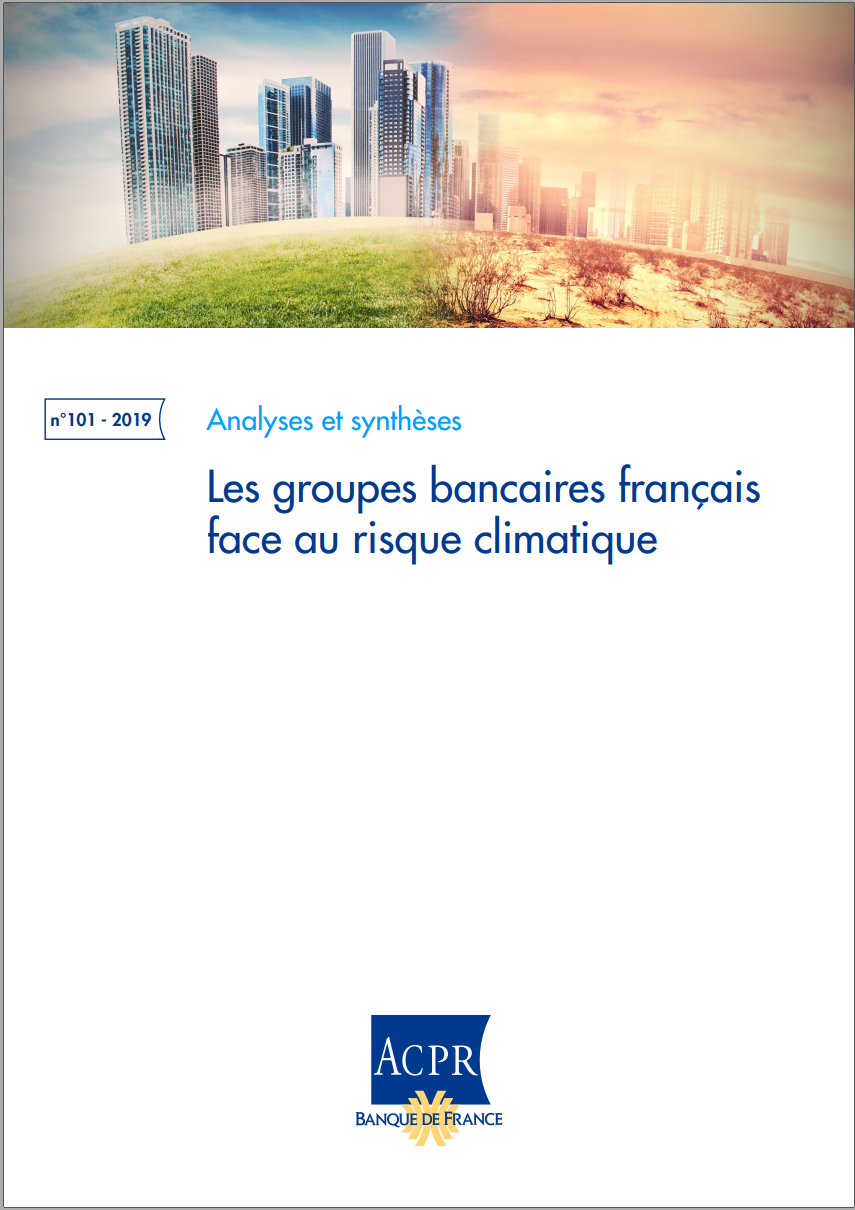 n°101 - 2019
Analyses et synthèses
Les groupes bancaires français
face au risque climatique
ACPR
BANQUE DE FRANCE